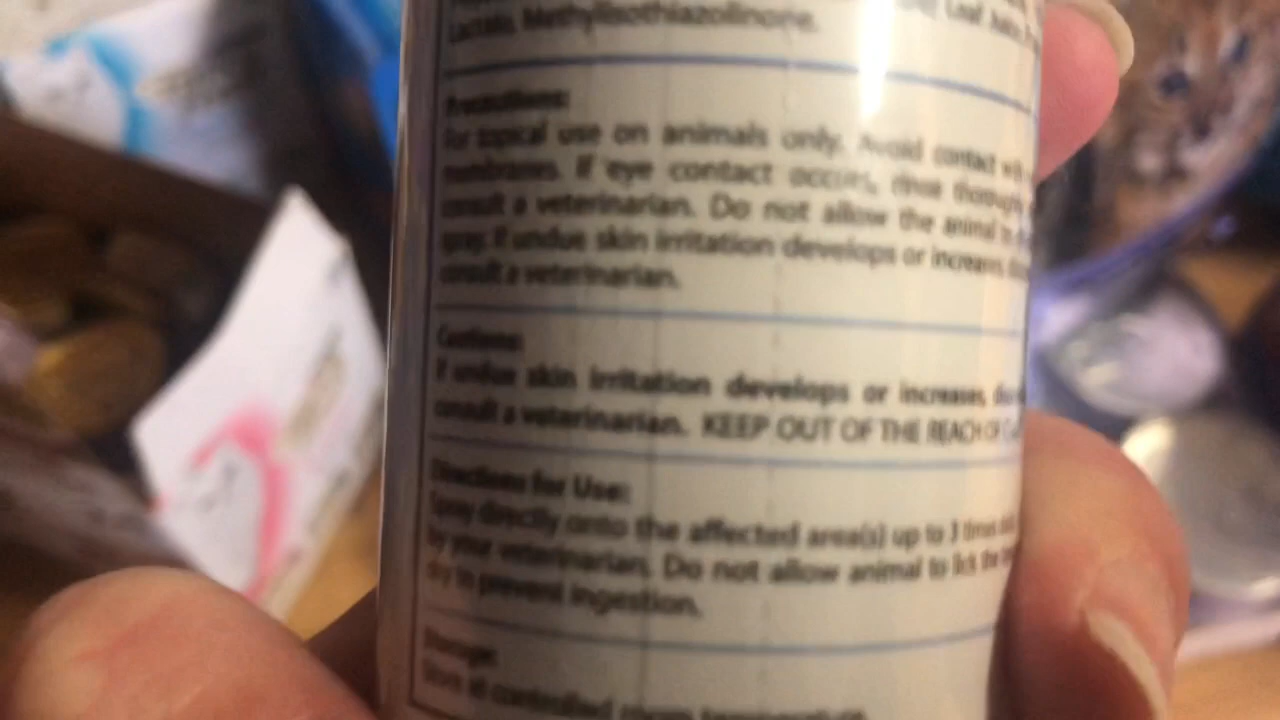 Lactate, Methylisothiazolinone. Leaf Juice,
Precautions:
For topical use on animals only. Avoid contact with
membranes. If eye contact occurs, rinse thoroughly
consult a veterinarian. Do not allow the animal to
spray. If undue skin irritation develops or increases,
consult a veterinarian.
Cautions:
If undue skin irritation develops or increases,
consult a veterinarian. KEEP OUT OF THE REACH OF
Directions for Use:
Spray directly onto the affected area(s) up to 3 times
by your veterinarian. Do not allow animal to lick the
dry to prevent ingestion.
Storage:
Store at controlled room temperature.